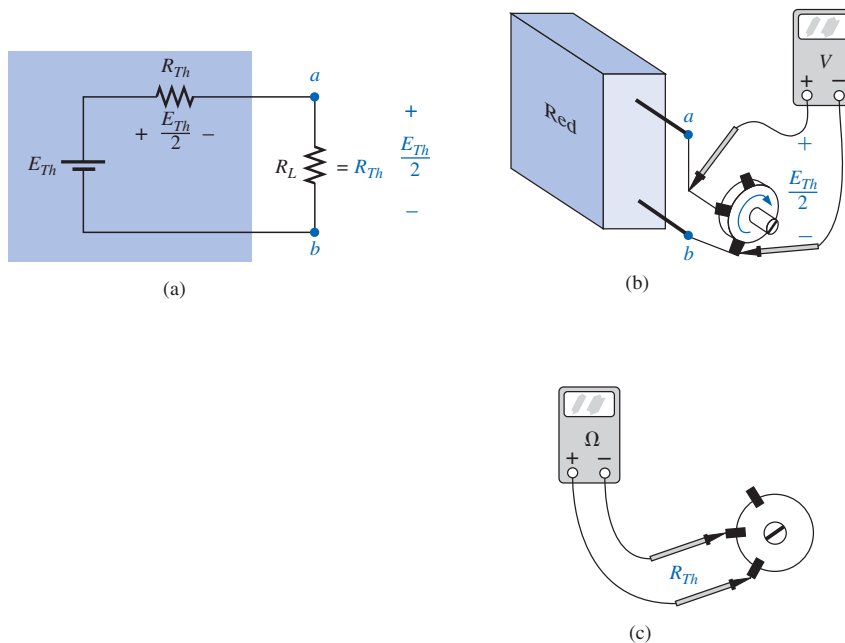 R_Th
+ E_Th/2 −
E_Th
a
R_L = R_Th
+
E_Th/2
−
b
(a)
Red
a
b
V
+ −
+
E_Th/2
−
(b)
Ω
+ −
R_Th
(c)